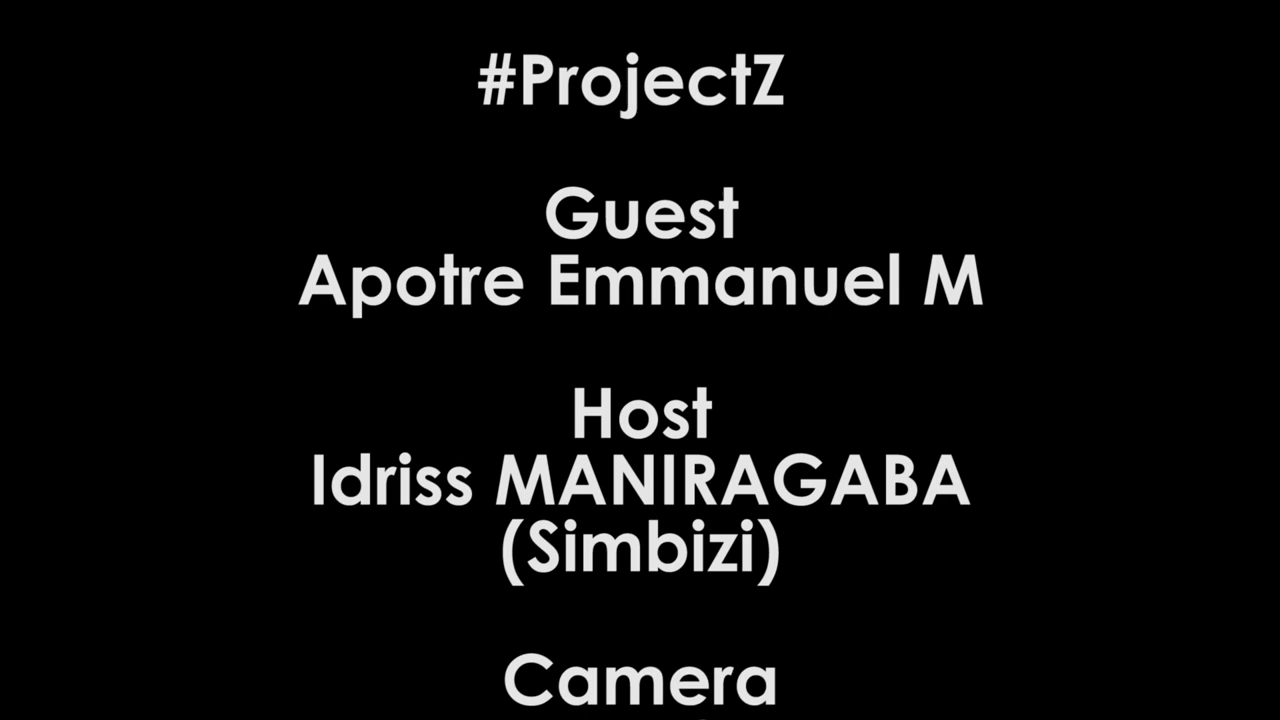 #ProjectZ
Guest
Apotre Emmanuel M
Host
Idriss MANIRAGABA
(Simbizi)
Camera